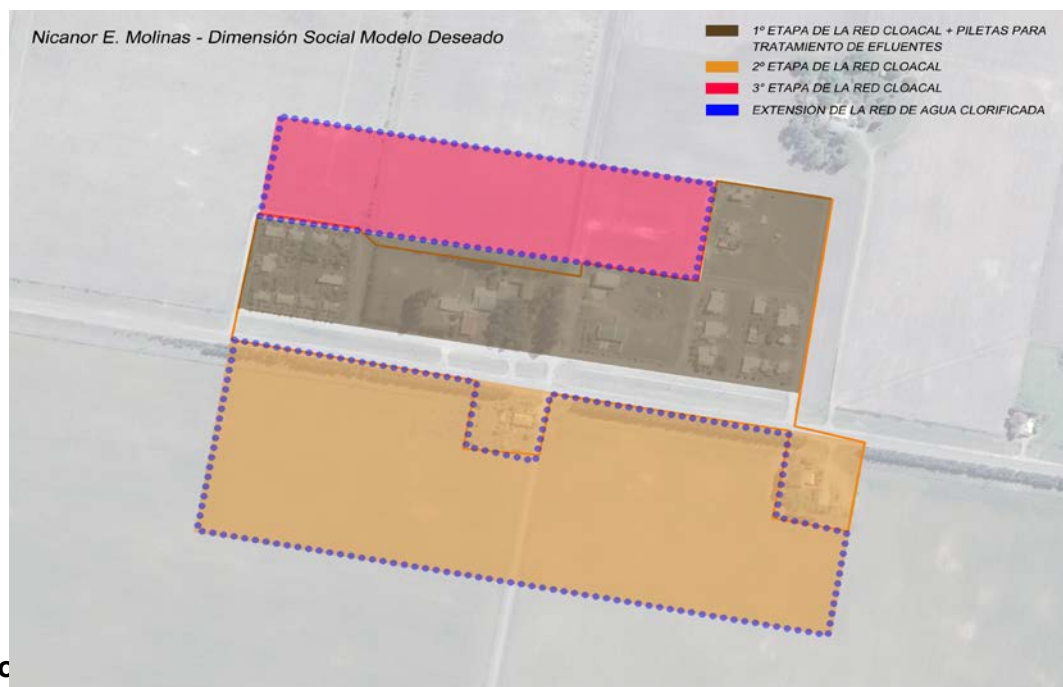 Nicanor E. Molinas - Dimensión Social Modelo Deseado
1º ETAPA DE LA RED CLOACAL + PILETAS PARA
TRATAMIENTO DE EFLUENTES
2º ETAPA DE LA RED CLOACAL
3° ETAPA DE LA RED CLOACAL
EXTENSIÓN DE LA RED DE AGUA CLORIFICADA